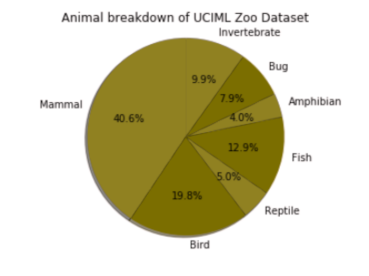 Animal breakdown of UCIML Zoo Dataset
Invertebrate
9.9%
Bug
7.9%
Amphibian
4.0%
Mammal
40.6%
Fish
12.9%
Reptile
5.0%
Bird
19.8%